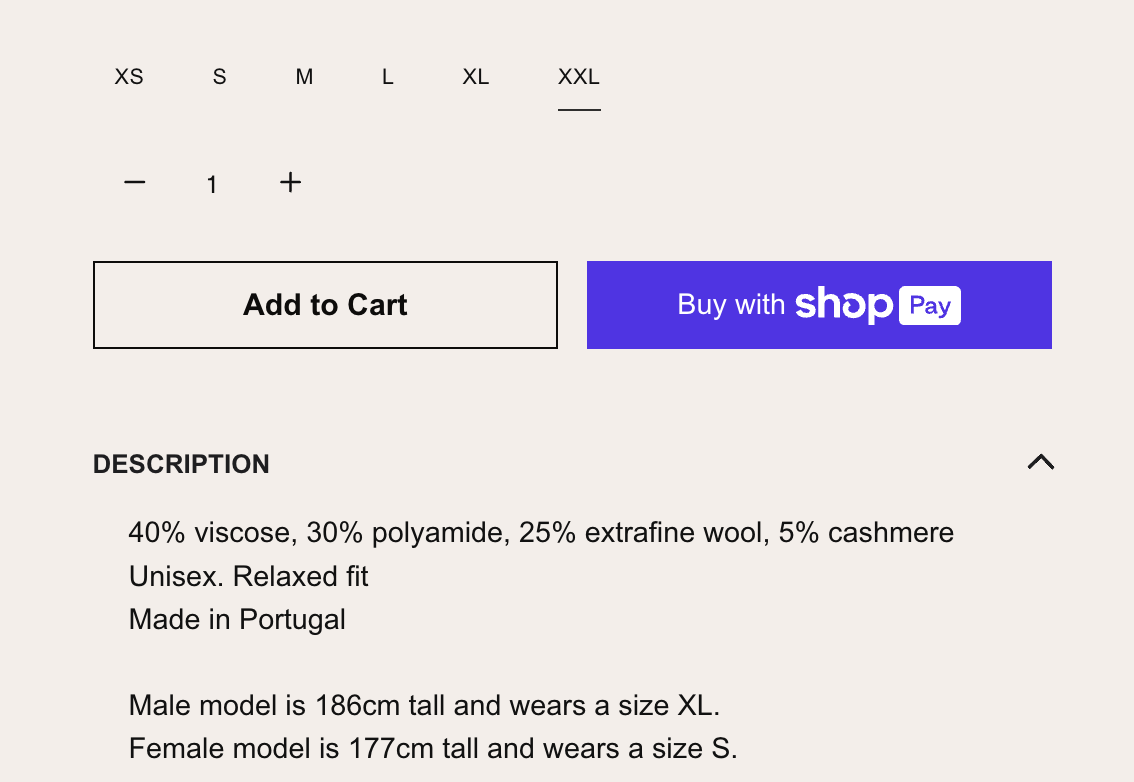 XS S M L XL XXL
− 1 +
Add to Cart Buy with shop Pay
DESCRIPTION
40% viscose, 30% polyamide, 25% extrafine wool, 5% cashmere
Unisex. Relaxed fit
Made in Portugal
Male model is 186cm tall and wears a size XL.
Female model is 177cm tall and wears a size S.